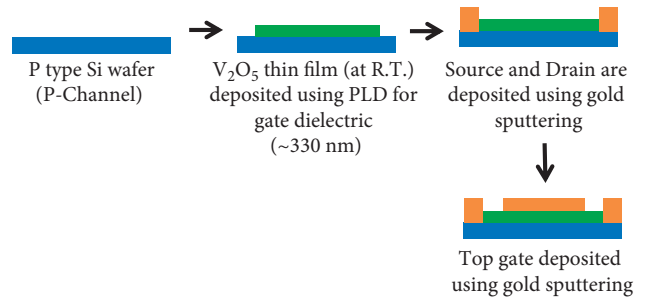 P type Si wafer
(P-Channel)
V₂O₅ thin film (at R.T.)
deposited using PLD for
gate dielectric
(~330 nm)
Source and Drain are
deposited using gold
sputtering
Top gate deposited
using gold sputtering